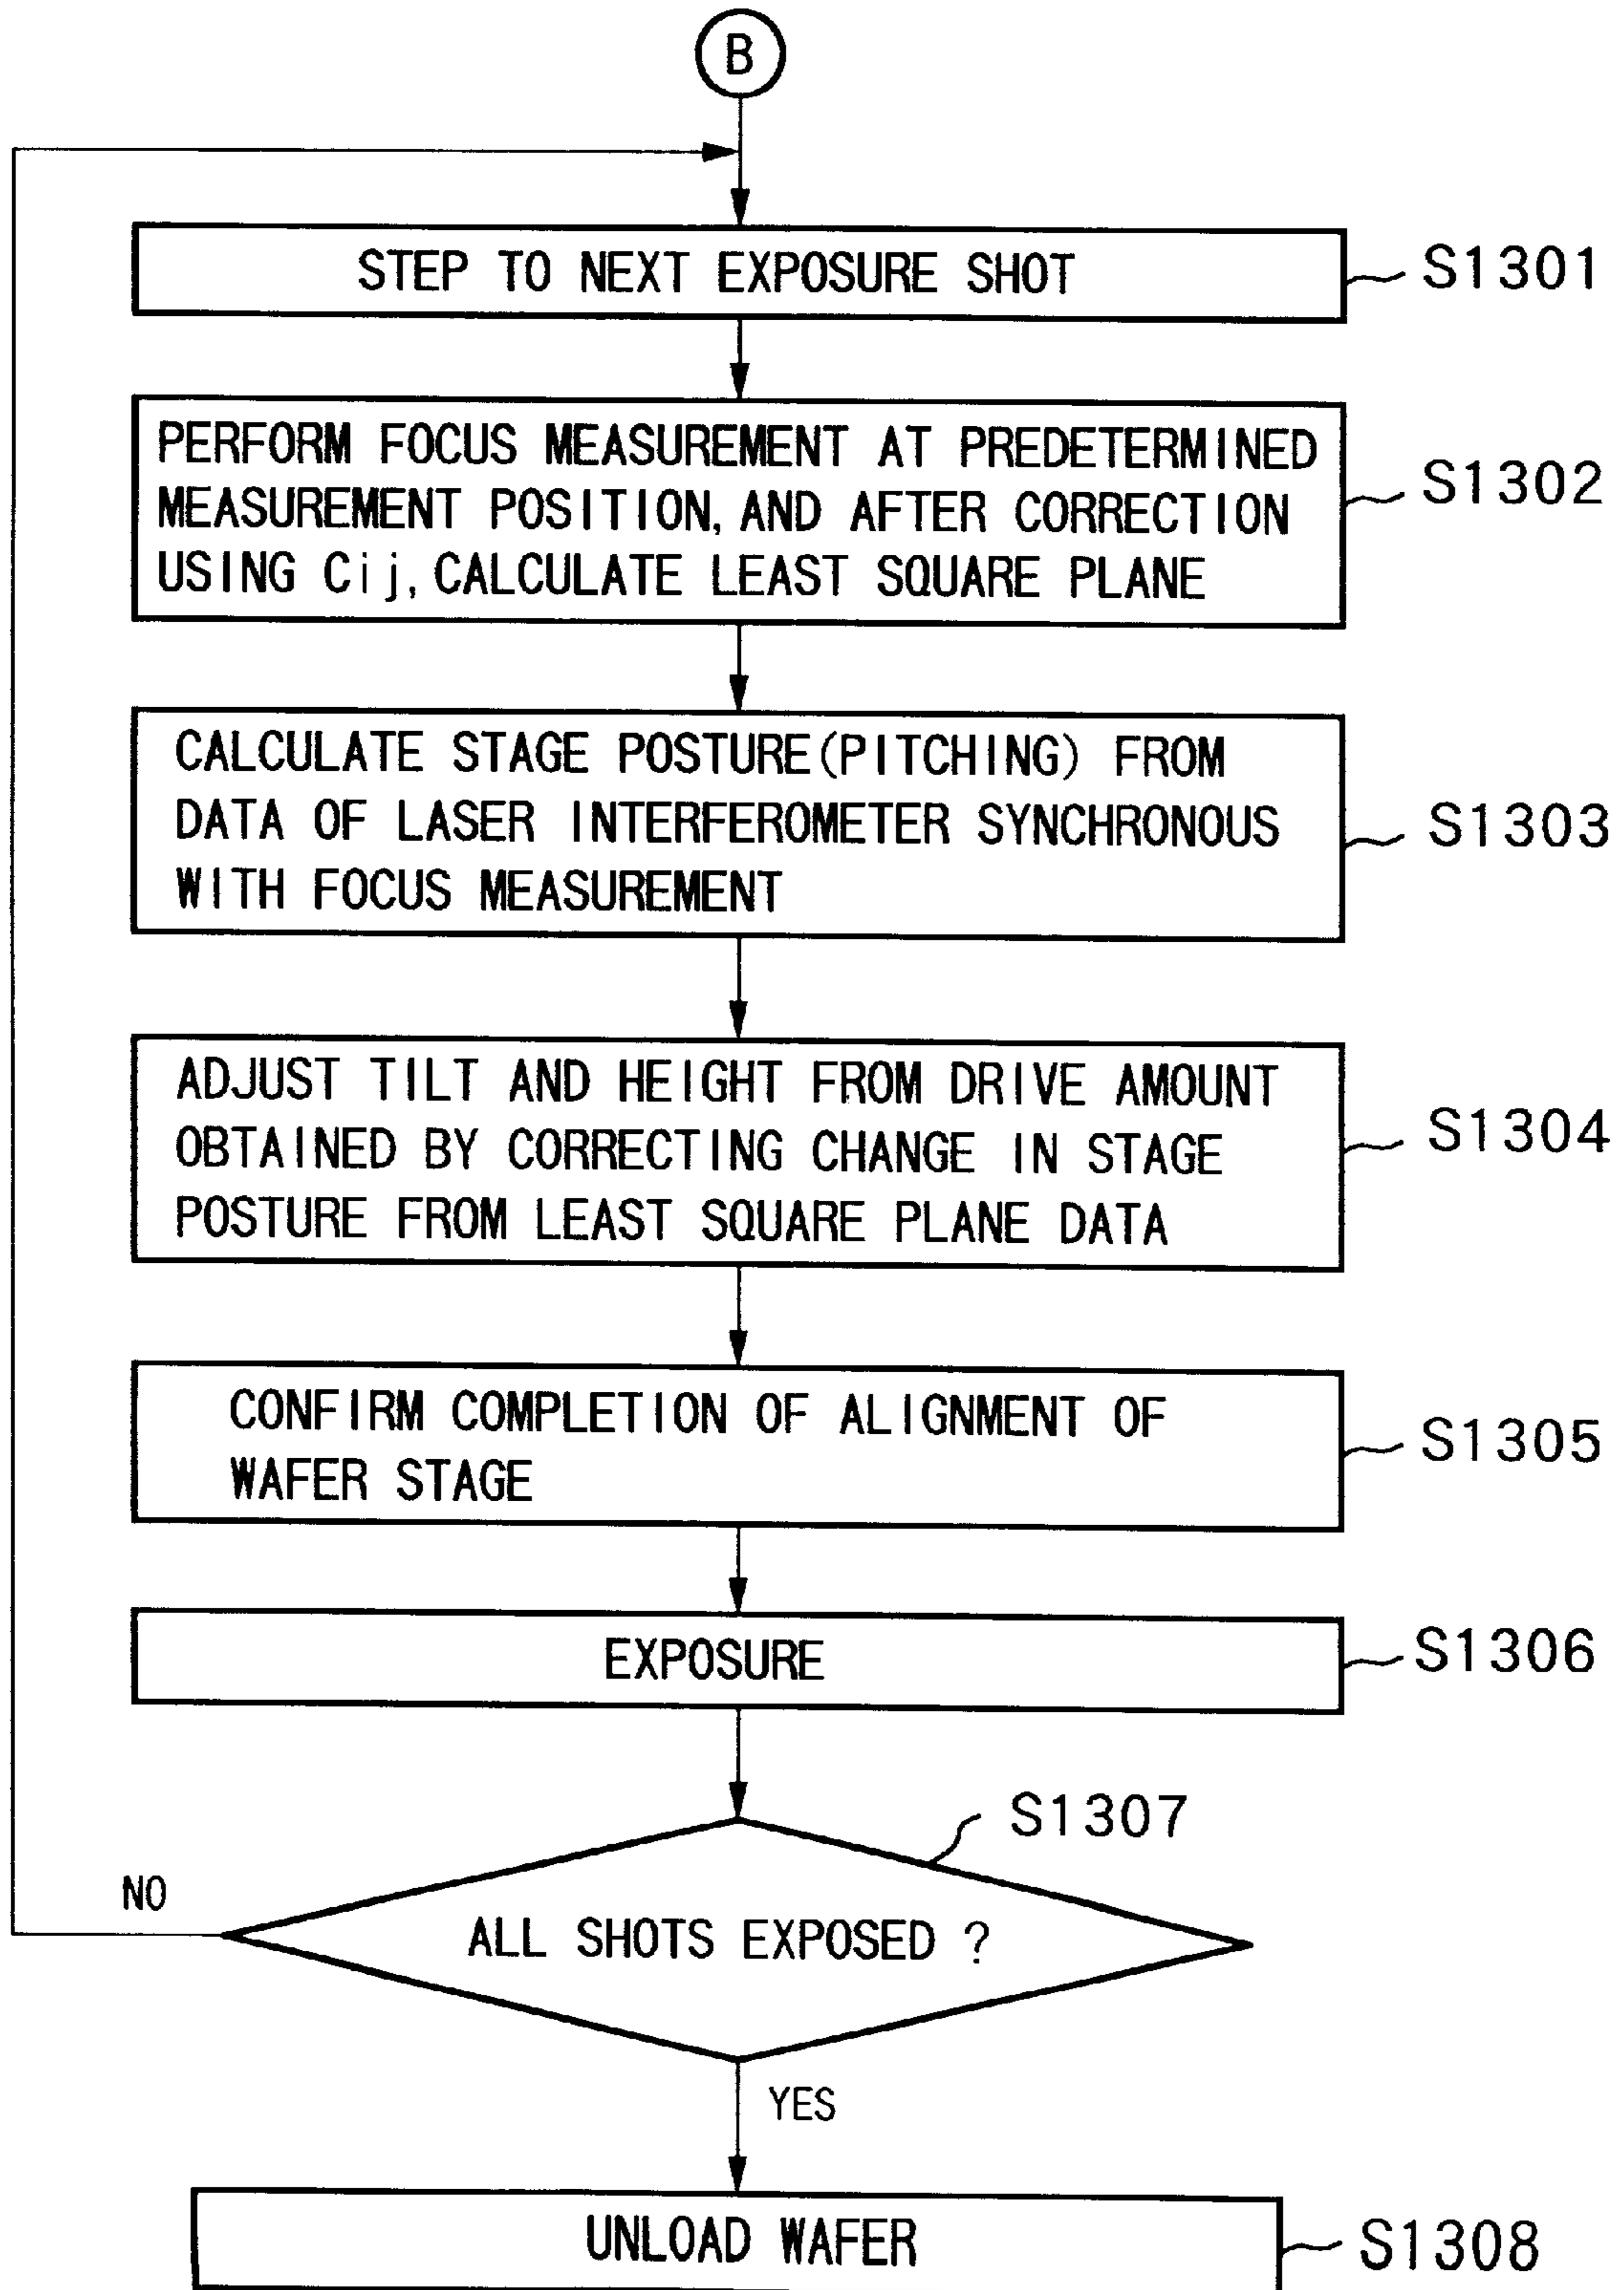 B
STEP TO NEXT EXPOSURE SHOT
S1301
PERFORM FOCUS MEASUREMENT AT PREDETERMINED
MEASUREMENT POSITION, AND AFTER CORRECTION
USING Cij, CALCULATE LEAST SQUARE PLANE
S1302
CALCULATE STAGE POSTURE(PITCHING) FROM
DATA OF LASER INTERFEROMETER SYNCHRONOUS
WITH FOCUS MEASUREMENT
S1303
ADJUST TILT AND HEIGHT FROM DRIVE AMOUNT
OBTAINED BY CORRECTING CHANGE IN STAGE
POSTURE FROM LEAST SQUARE PLANE DATA
S1304
CONFIRM COMPLETION OF ALIGNMENT OF
WAFER STAGE
S1305
EXPOSURE
S1306
S1307
NO
ALL SHOTS EXPOSED ?
YES
UNLOAD WAFER
S1308